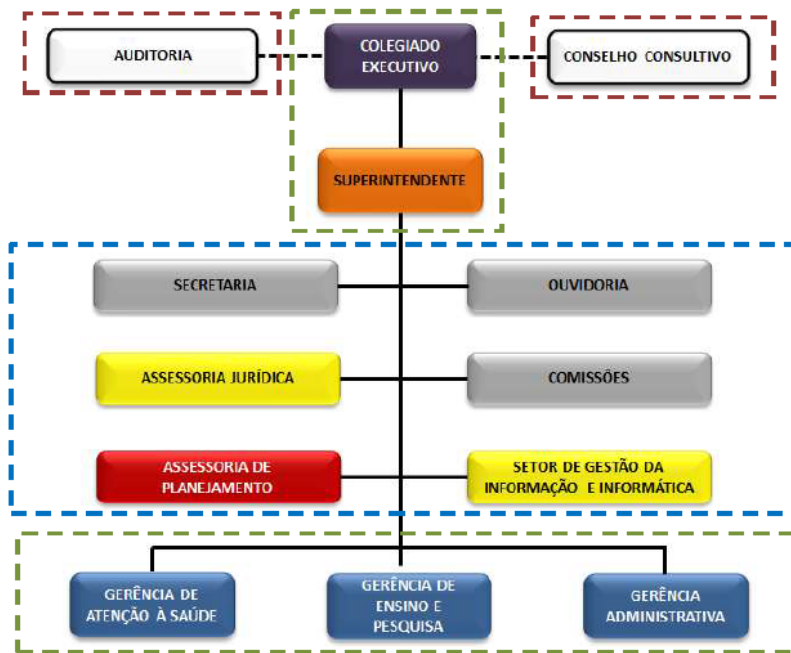 AUDITORIA
COLEGIADO
EXECUTIVO
CONSELHO CONSULTIVO
SUPERINTENDENTE
SECRETARIA
OUVIDORIA
ASSESSORIA JURÍDICA
COMISSÕES
ASSESSORIA DE
PLANEJAMENTO
SETOR DE GESTÃO DA
INFORMAÇÃO E INFORMÁTICA
GERÊNCIA DE
ATENÇÃO À SAÚDE
GERÊNCIA DE
ENSINO E
PESQUISA
GERÊNCIA
ADMINISTRATIVA